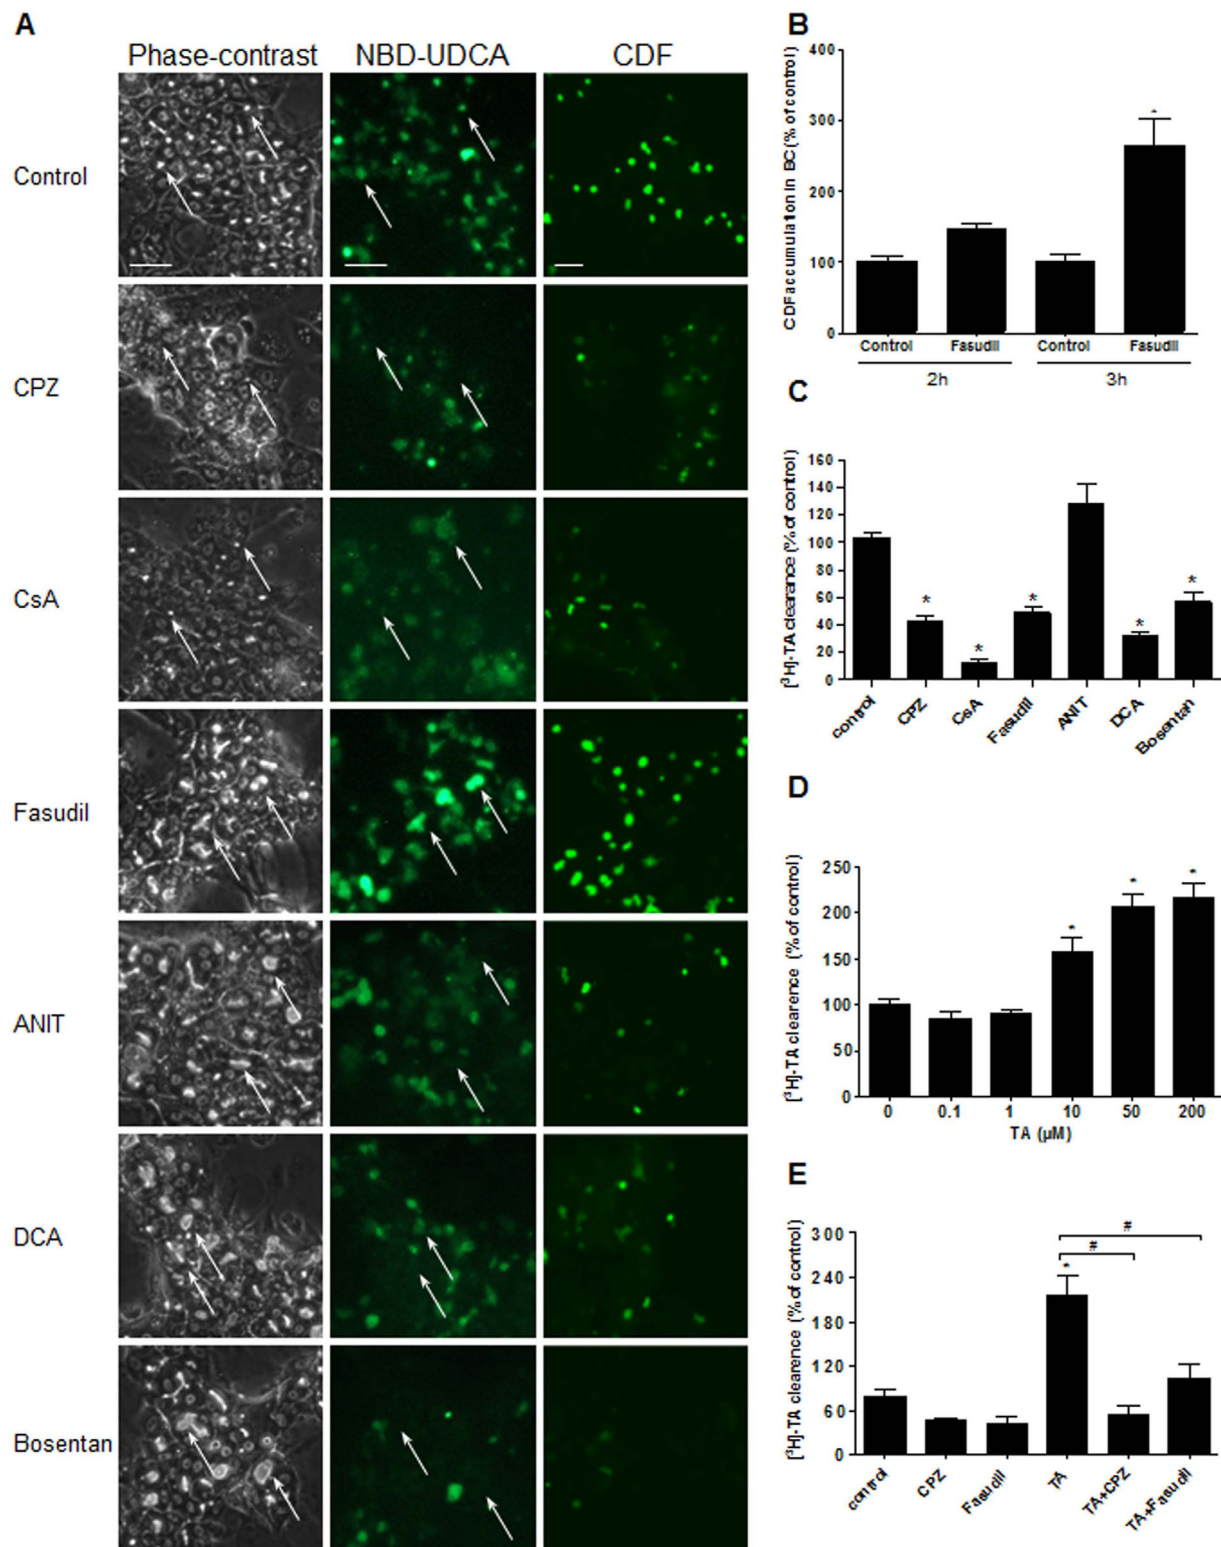 A
Phase-contrast NBD-UDCA CDF
Control
CPZ
CsA
Fasudil
ANIT
DCA
Bosentan
B
CDF accumulation in BC (% of control)
400
300
200
100
0
Control Fasudil Control Fasudil
2h 3h
*
C
[³H]-TA clearance (% of control)
160
140
120
100
80
60
40
20
0
* * * * *
control CPZ CsA Fasudil ANIT DCA Bosentan
D
[³H]-TA clearence (% of control)
250
200
150
100
50
0
* * *
0 0.1 1 10 50 200
TA (µM)
E
[³H]-TA clearence (% of control)
300
240
180
120
60
0
#
#
*
control CPZ Fasudil TA TA+CPZ TA+Fasudil